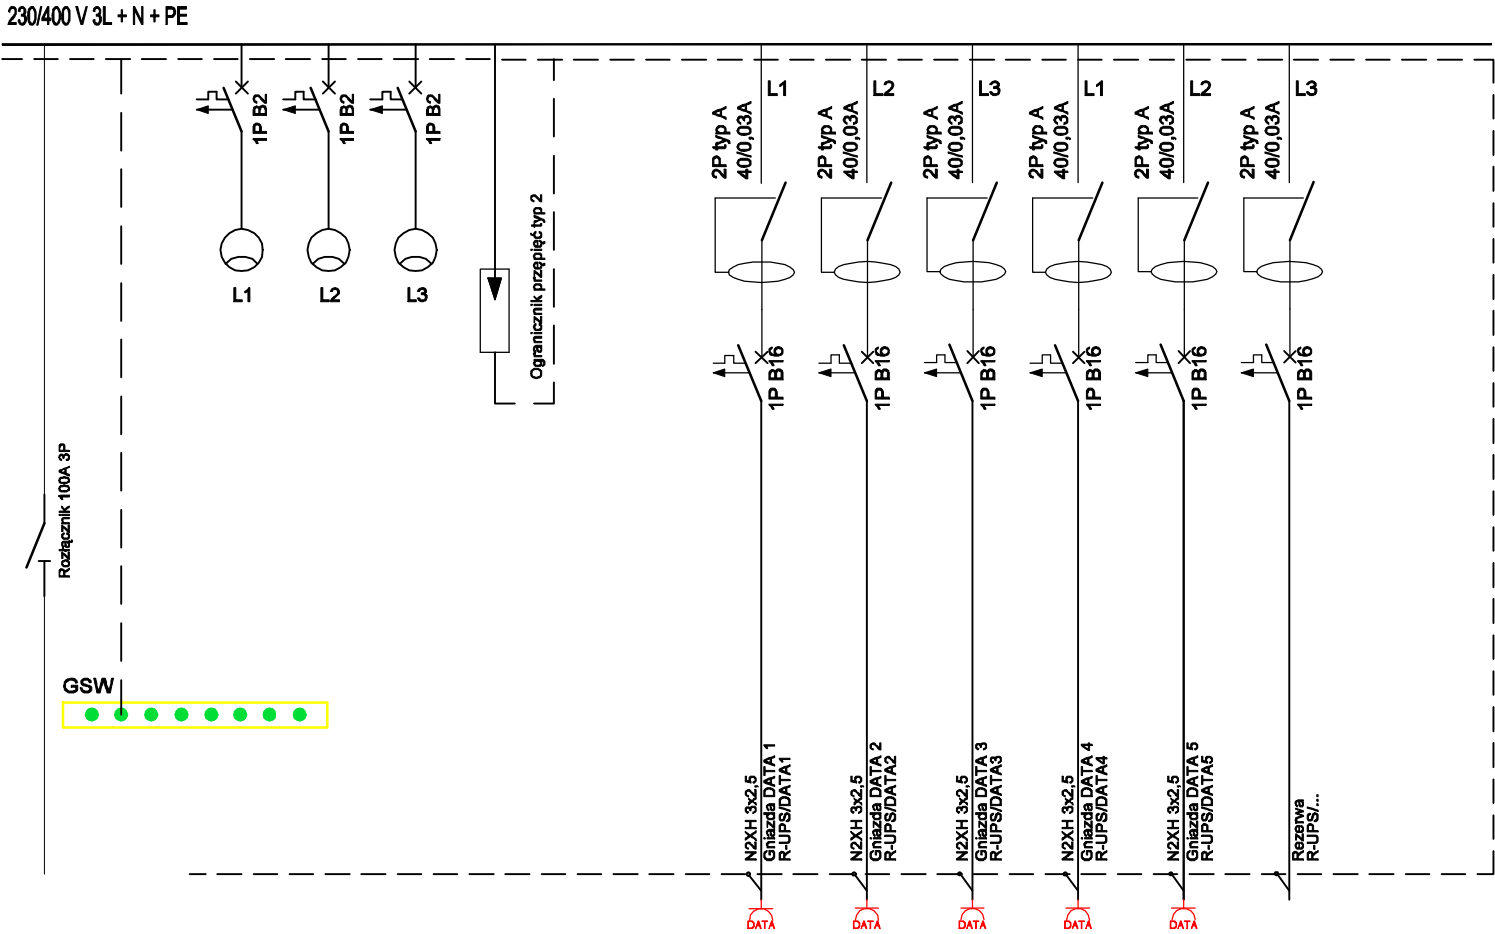 230/400 V 3L + N + PE
1P B2
1P B2
1P B2
L1
L2
L3
Ogranicznik przępięć typ 2
Rozłącznik 100A 3P
GSW
L1
2P typ A
40/0,03A
L2
2P typ A
40/0,03A
L3
2P typ A
40/0,03A
L1
2P typ A
40/0,03A
L2
2P typ A
40/0,03A
L3
2P typ A
40/0,03A
1P B16
1P B16
1P B16
1P B16
1P B16
1P B16
N2XH 3x2,5
Gniazda DATA 1
R-UPS/DATA1
N2XH 3x2,5
Gniazda DATA 2
R-UPS/DATA2
N2XH 3x2,5
Gniazda DATA 3
R-UPS/DATA3
N2XH 3x2,5
Gniazda DATA 4
R-UPS/DATA4
N2XH 3x2,5
Gniazda DATA 5
R-UPS/DATA5
Rezerwa
R-UPS/...
DATA
DATA
DATA
DATA
DATA